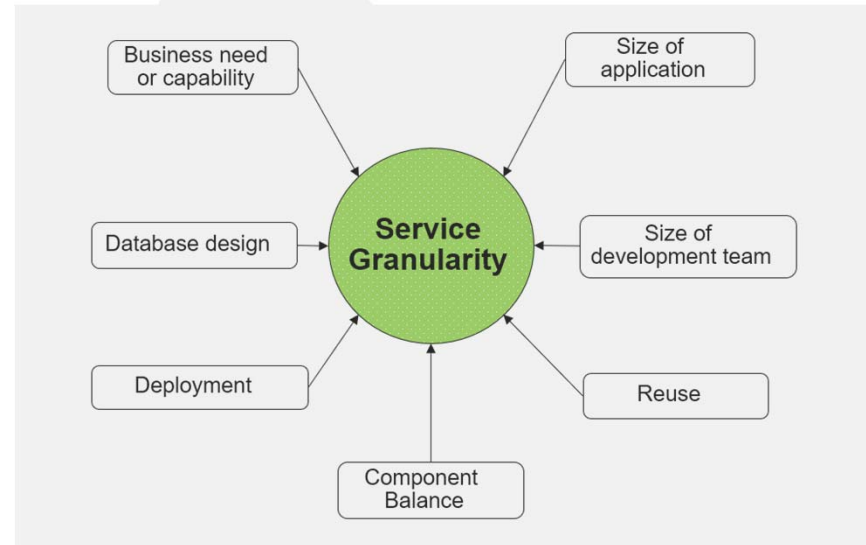 Business need
or capability
Size of
application
Service
Granularity
Database design
Size of
development team
Deployment
Reuse
Component
Balance